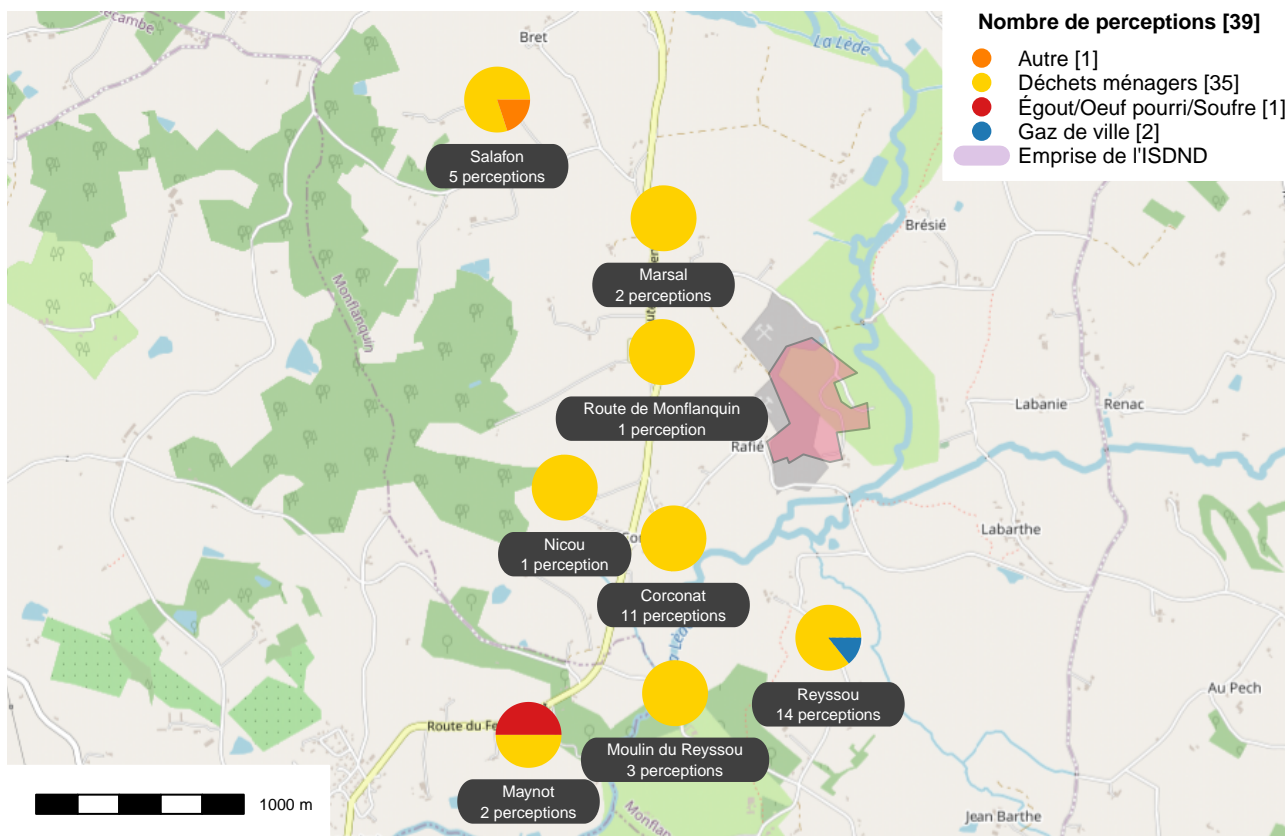 Nombre de perceptions [39]
Autre [1]
Déchets ménagers [35]
Égout/Oeuf pourri/Soufre [1]
Gaz de ville [2]
Emprise de l'ISDND
Bret
La Lède
Salafon
5 perceptions
Brésié
Marsal
2 perceptions
Monflanquin
Route de Monflanquin
1 perception
Labanie
Renac
Rafié
Labarthe
Nicou
1 perception
Corconat
11 perceptions
La Lède
Reyssou
14 perceptions
Au Pech
Route du
Moulin du Reyssou
3 perceptions
Maynot
2 perceptions
1000 m
Jean Barthe